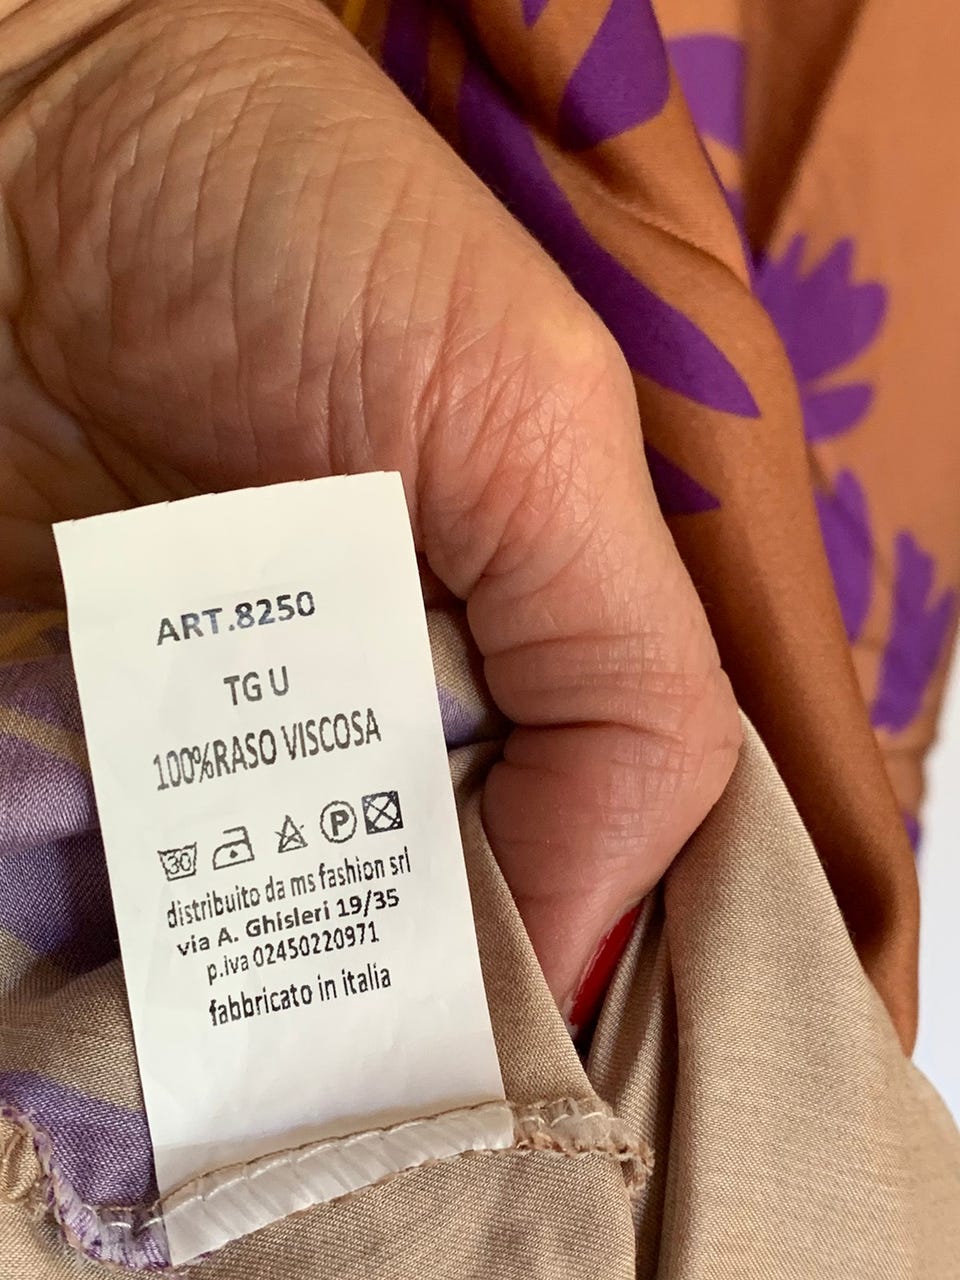 ART.8250
TG U
100%RASO VISCOSA
30 P
distribuito da ms fashion srl
via A. Ghisleri 19/35
p.iva 02450220971
fabbricato in italia